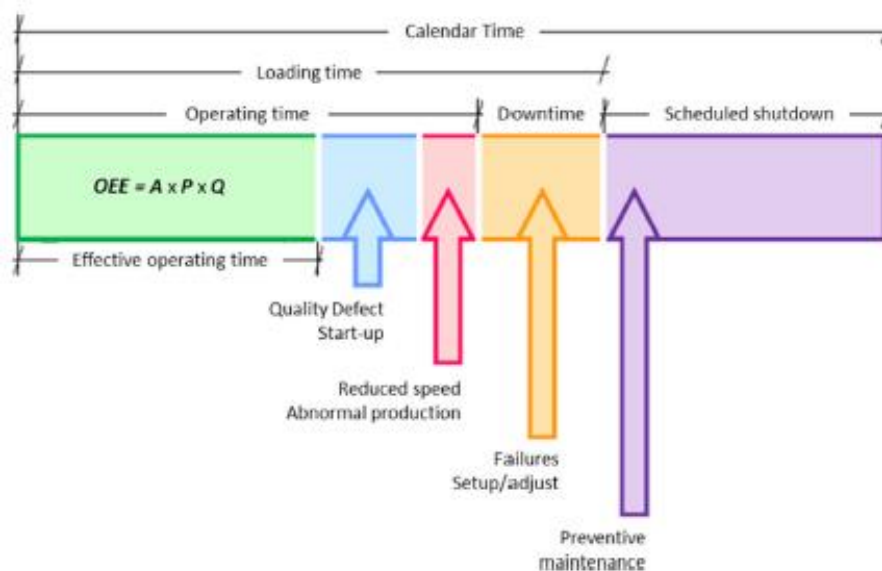 Calendar Time
Loading time
Operating time
Downtime
Scheduled shutdown
OEE = A x P x Q
Effective operating time
Quality Defect
Start-up
Reduced speed
Abnormal production
Failures
Setup/adjust
Preventive
maintenance